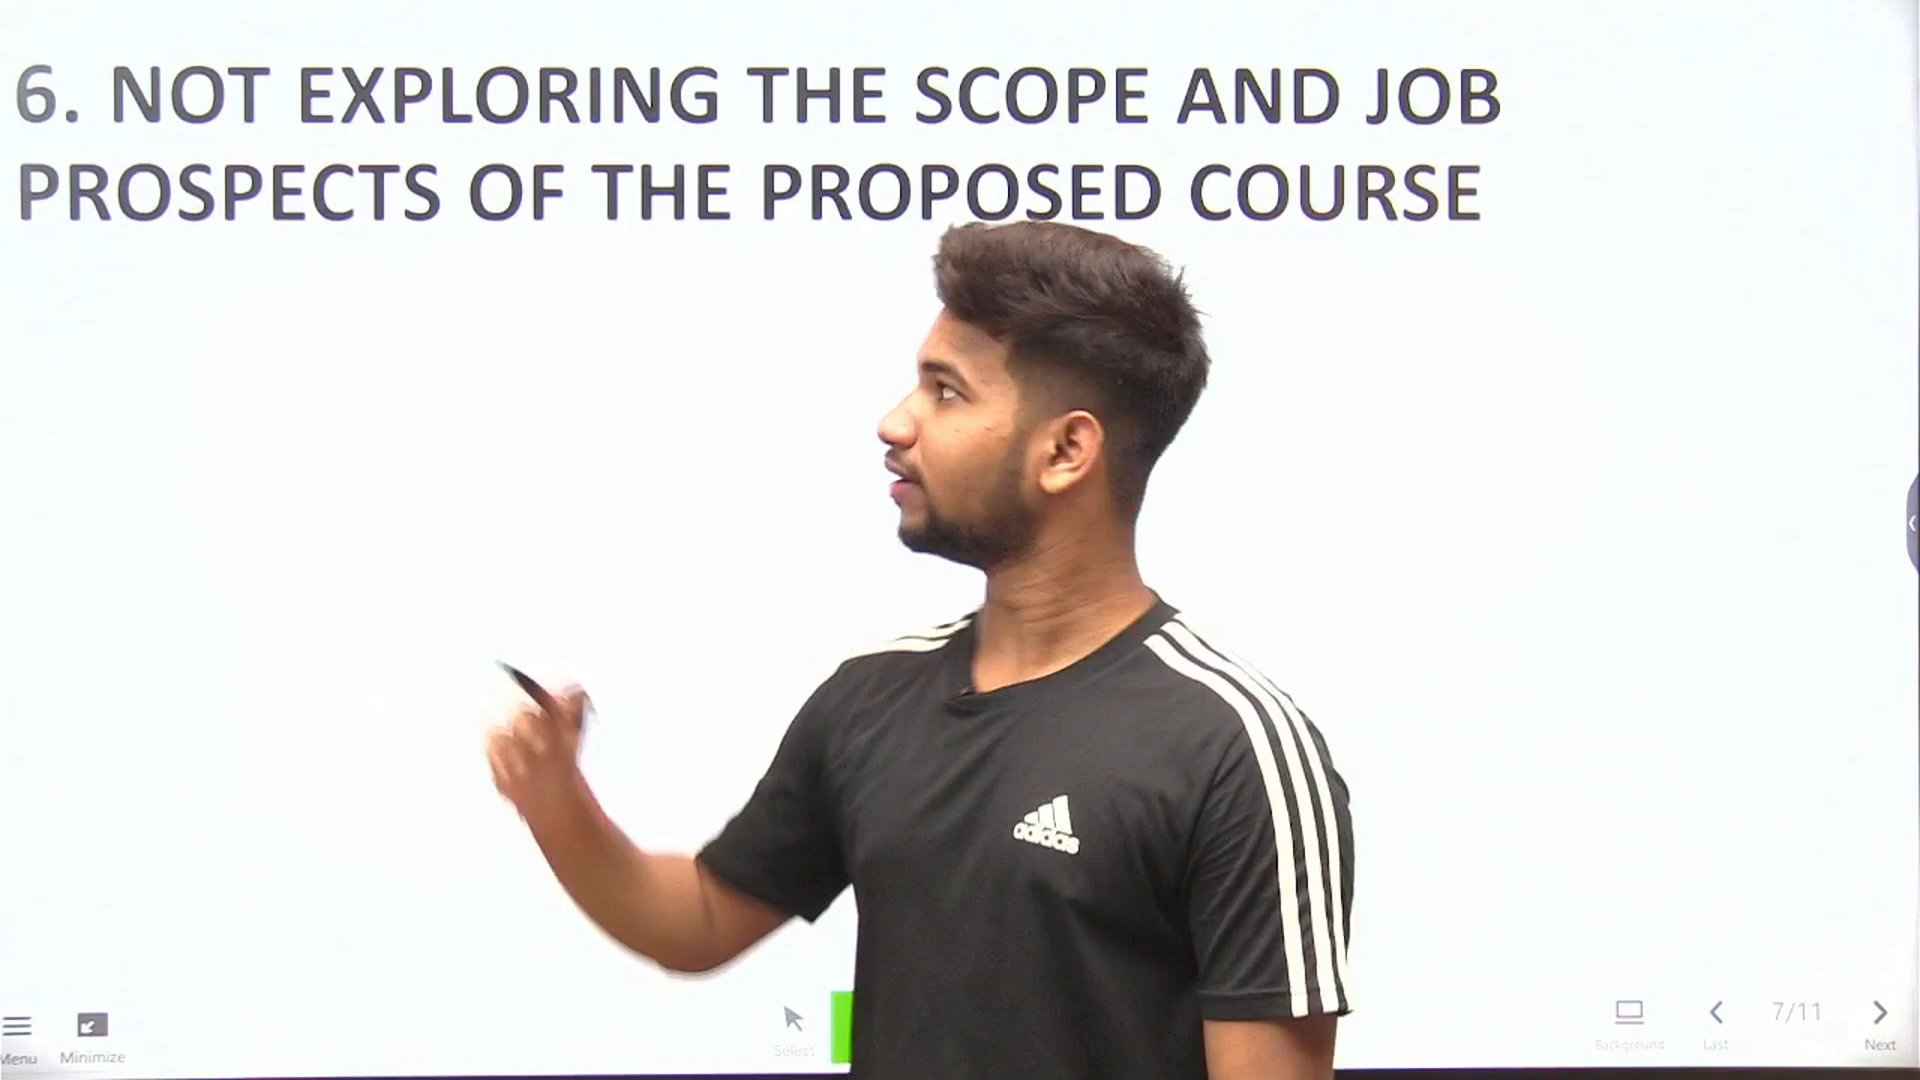 6. NOT EXPLORING THE SCOPE AND JOB
PROSPECTS OF THE PROPOSED COURSE
adidas
Menu
Minimize
Select
Background
Last
7/11
Next